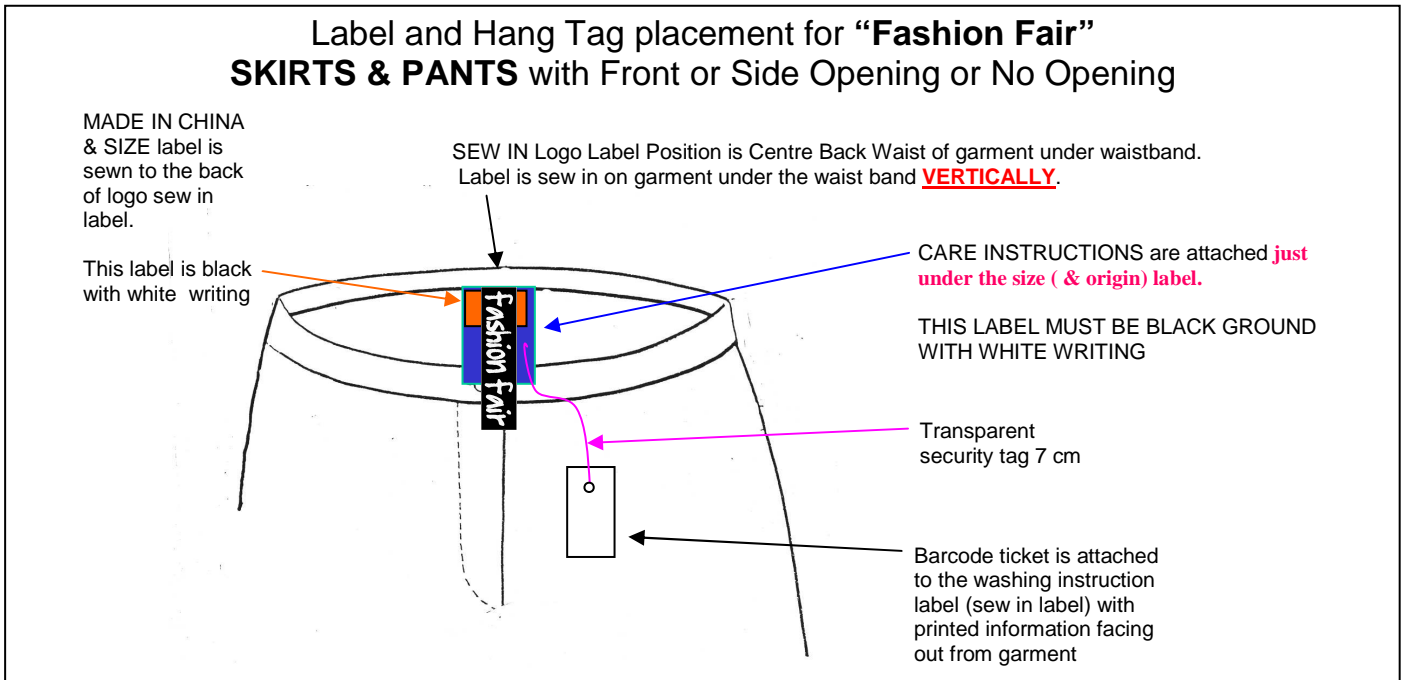 Label and Hang Tag placement for “Fashion Fair”
SKIRTS & PANTS with Front or Side Opening or No Opening
MADE IN CHINA
& SIZE label is
sewn to the back
of logo sew in
label.
This label is black
with white writing
SEW IN Logo Label Position is Centre Back Waist of garment under waistband.
Label is sew in on garment under the waist band VERTICALLY.
fashion fair
CARE INSTRUCTIONS are attached just
under the size ( & origin) label.
THIS LABEL MUST BE BLACK GROUND
WITH WHITE WRITING
Transparent
security tag 7 cm
Barcode ticket is attached
to the washing instruction
label (sew in label) with
printed information facing
out from garment